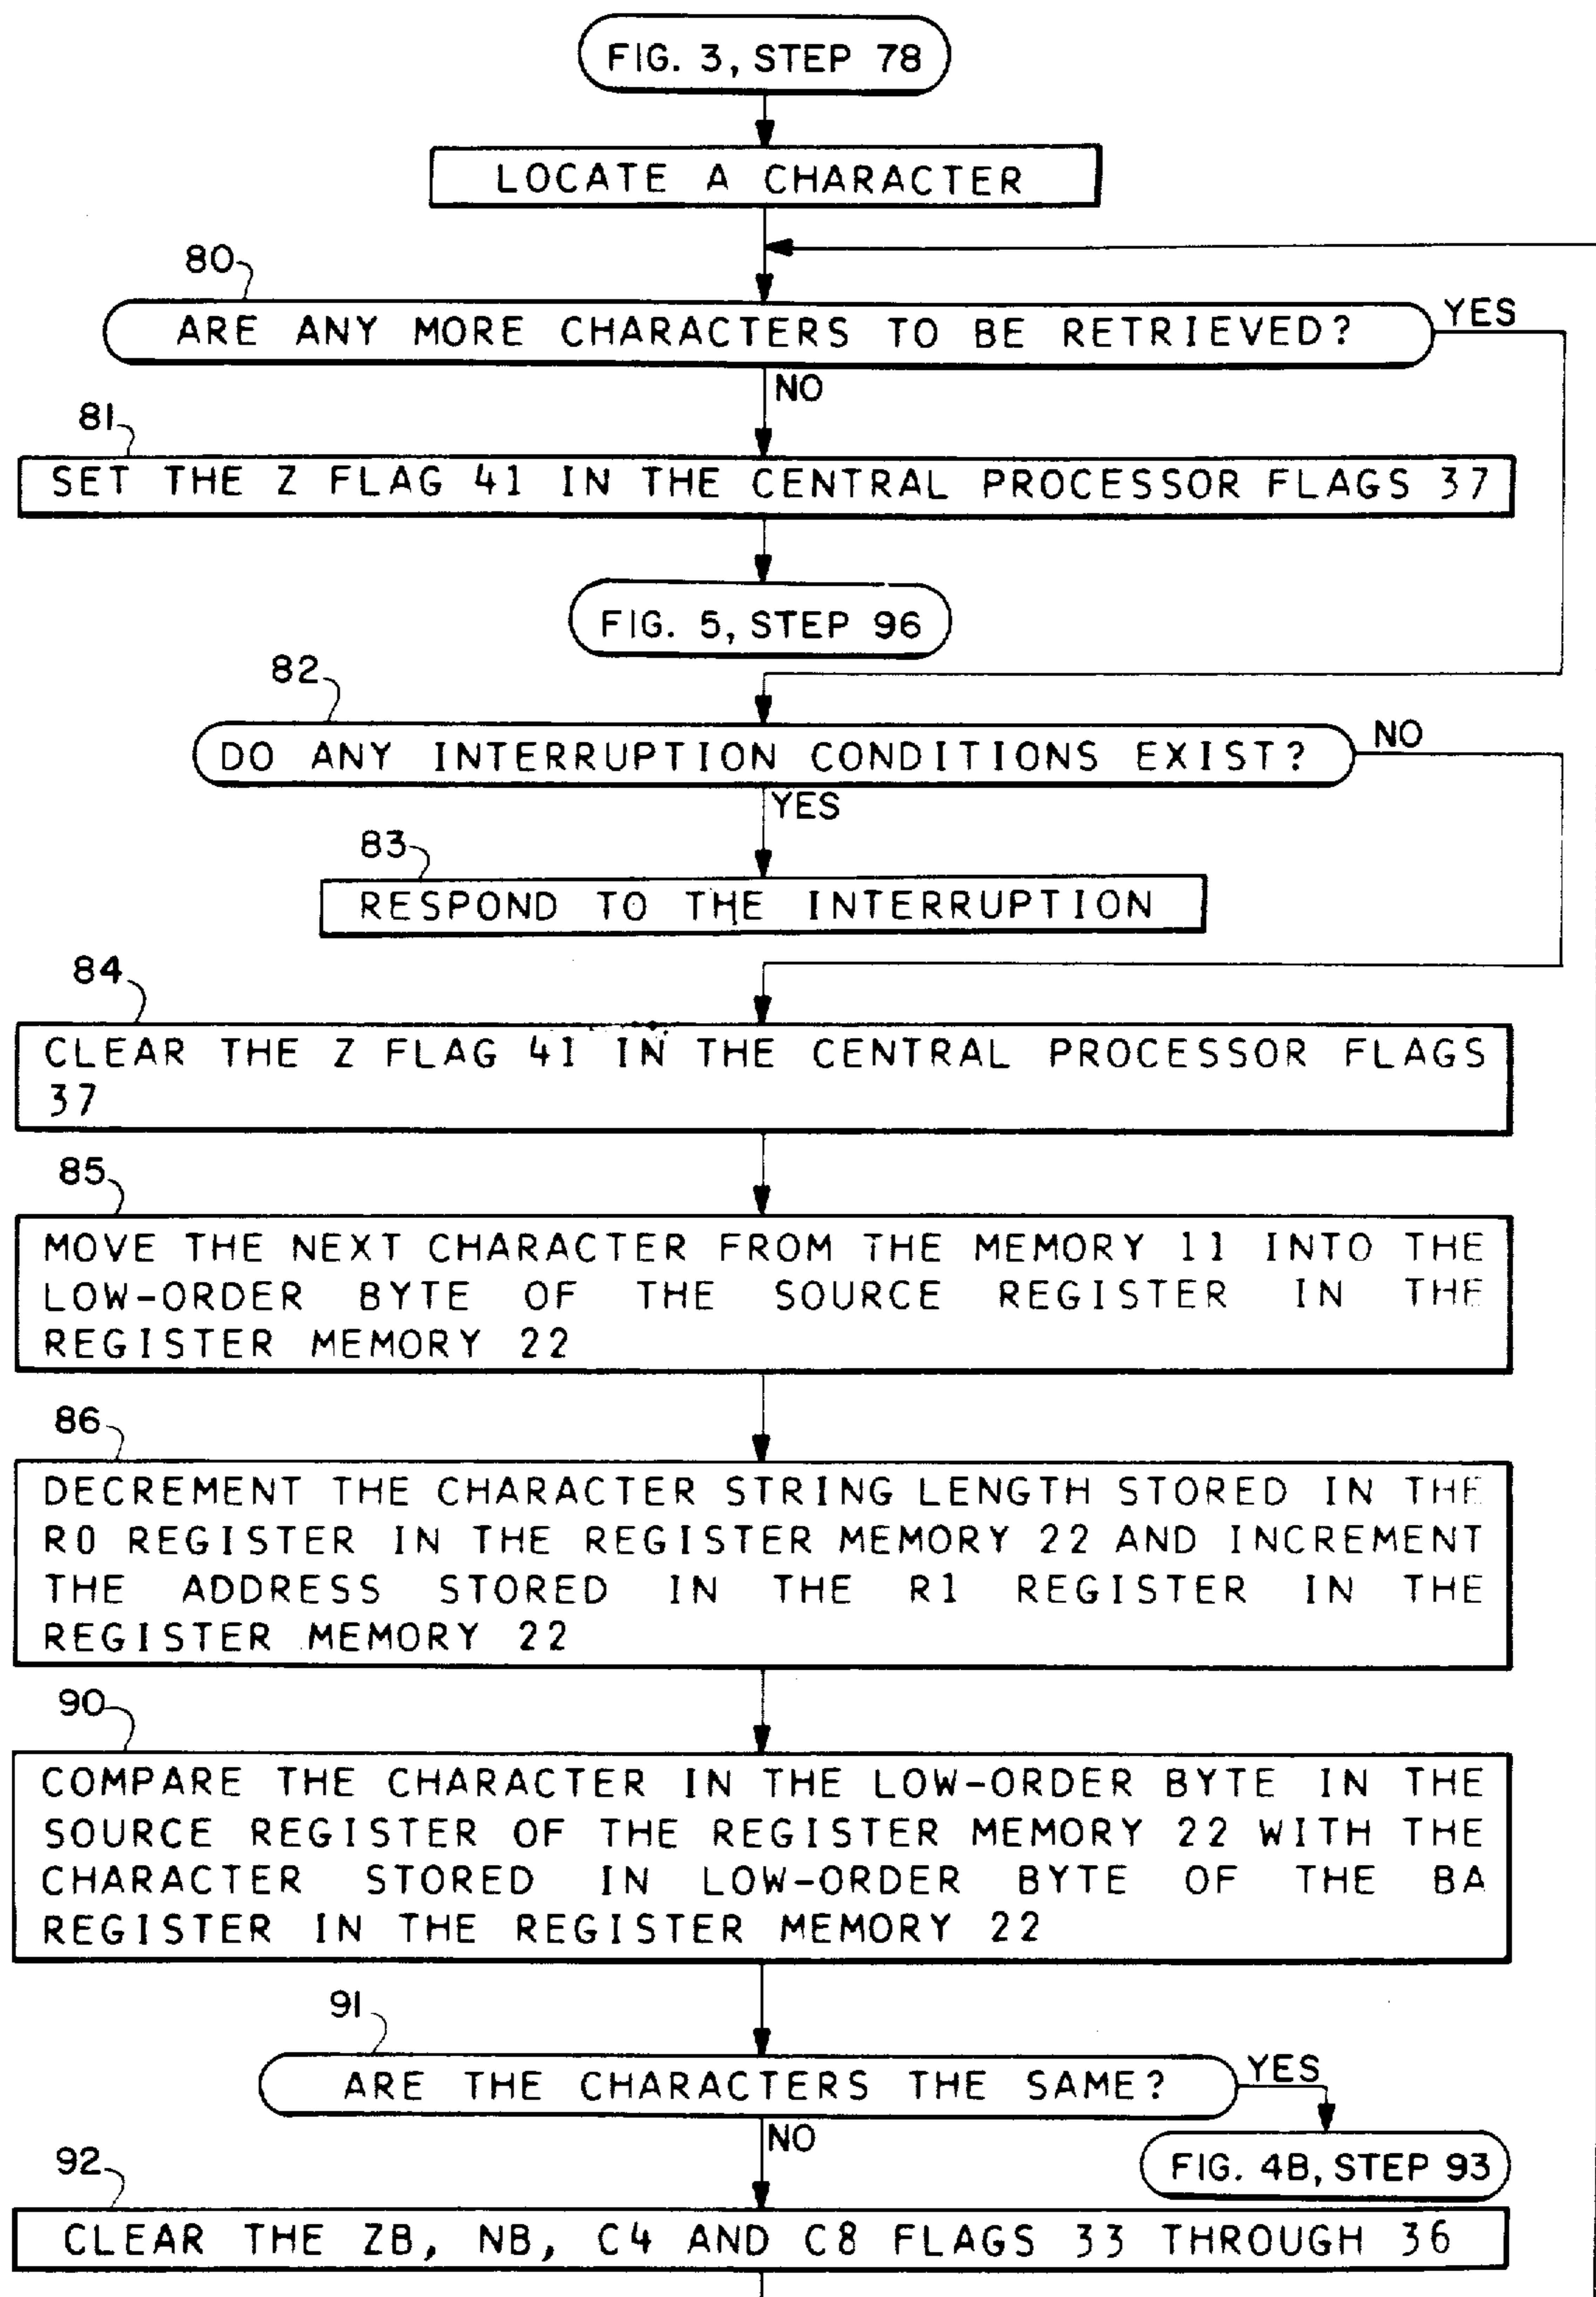 FIG. 3, STEP 78
LOCATE A CHARACTER
80
ARE ANY MORE CHARACTERS TO BE RETRIEVED?
YES
NO
81
SET THE Z FLAG 41 IN THE CENTRAL PROCESSOR FLAGS 37
FIG. 5, STEP 96
82
DO ANY INTERRUPTION CONDITIONS EXIST?
NO
YES
83
RESPOND TO THE INTERRUPTION
84
CLEAR THE Z FLAG 41 IN THE CENTRAL PROCESSOR FLAGS
37
85
MOVE THE NEXT CHARACTER FROM THE MEMORY 11 INTO THE
LOW-ORDER BYTE OF THE SOURCE REGISTER IN THE
REGISTER MEMORY 22
86
DECREMENT THE CHARACTER STRING LENGTH STORED IN THE
R0 REGISTER IN THE REGISTER MEMORY 22 AND INCREMENT
THE ADDRESS STORED IN THE R1 REGISTER IN THE
REGISTER MEMORY 22
90
COMPARE THE CHARACTER IN THE LOW-ORDER BYTE IN THE
SOURCE REGISTER OF THE REGISTER MEMORY 22 WITH THE
CHARACTER STORED IN LOW-ORDER BYTE OF THE BA
REGISTER IN THE REGISTER MEMORY 22
91
ARE THE CHARACTERS THE SAME?
YES
NO
FIG. 4B, STEP 93
92
CLEAR THE ZB, NB, C4 AND C8 FLAGS 33 THROUGH 36